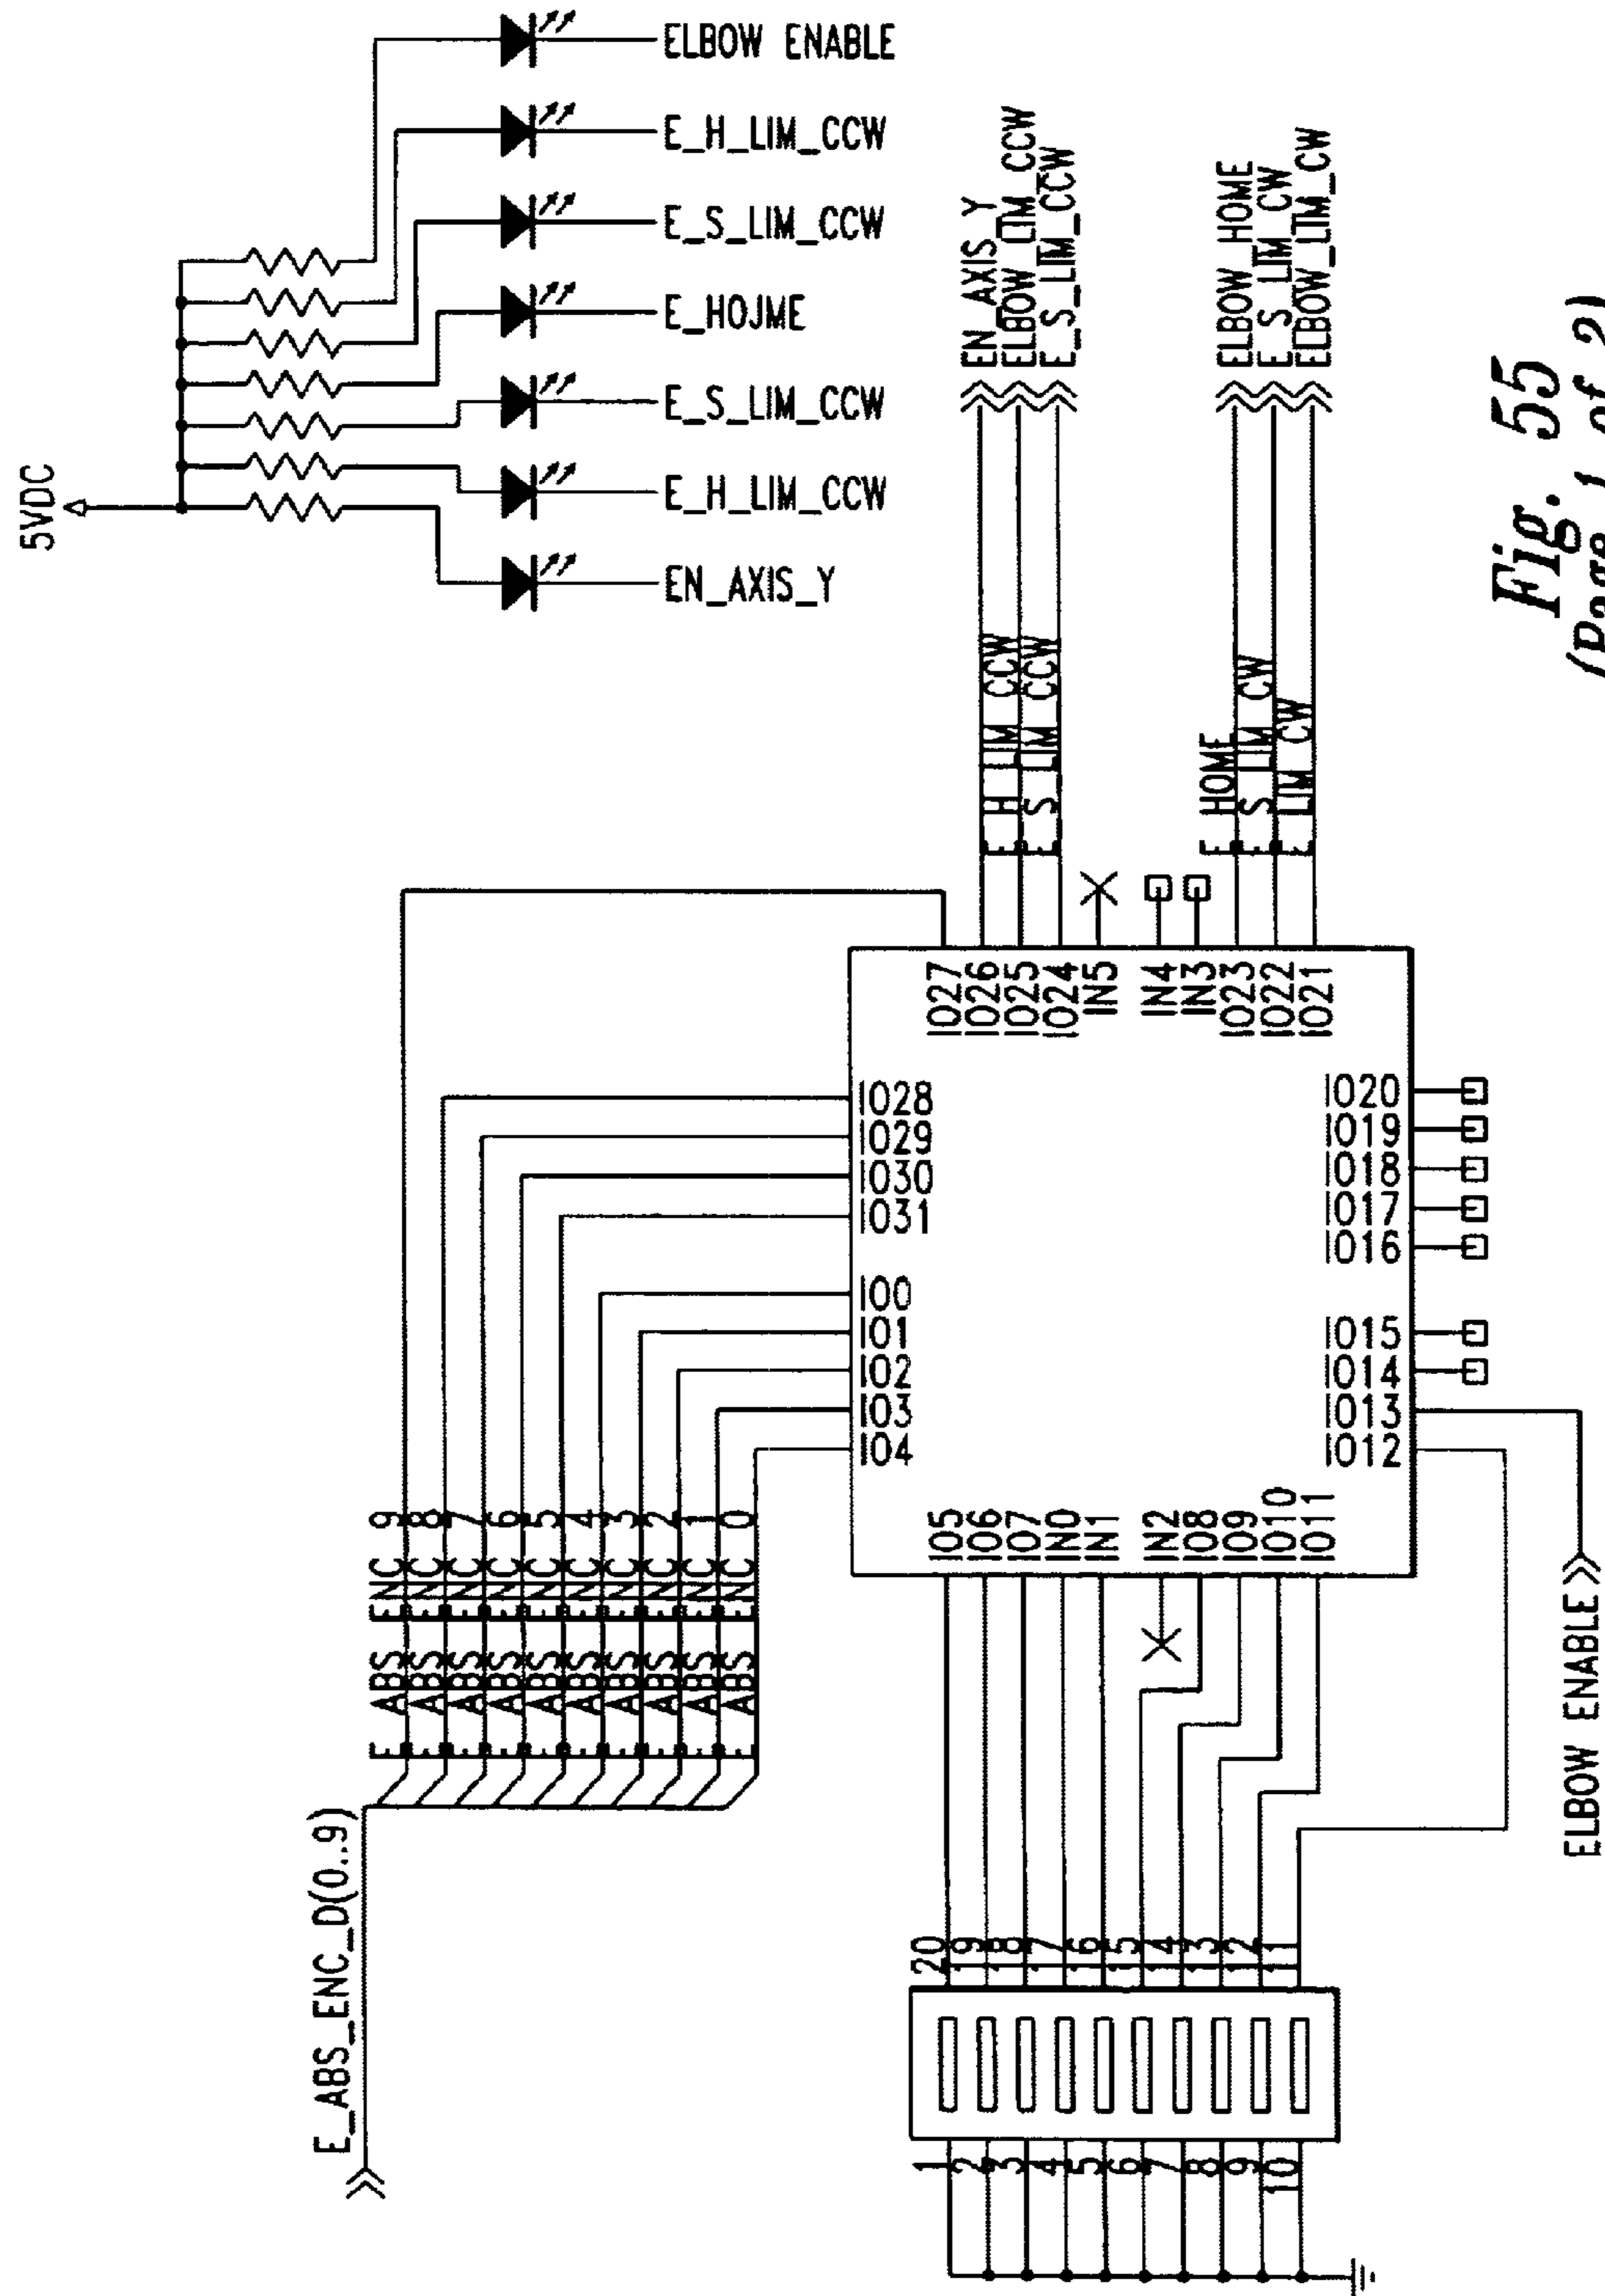 5VDC
ELBOW ENABLE
E_H_LIM_CCW
E_S_LIM_CCW
E_HOJME
E_S_LIM_CCW
E_H_LIM_CCW
EN_AXIS_Y
EN_AXIS_Y
ELBOW_LIM_CCW
E_S_LIM_CCW
ELBOW_HOME
E_S_LIM_CW
ELBOW_LIM_CW
E_H_LIM_CCW
E_S_LIM_CCW
E_HOME
E_S_LIM_CW
E_LIM_CW
IO27
IO26
IO25
IO24
IN5
IN4
IN3
IO23
IO22
IO21
IO28
IO29
IO30
IO31
IO0
IO1
IO2
IO3
IO4
IO20
IO19
IO18
IO17
IO16
IO15
IO14
IO13
IO12
IO5
IO6
IO7
IN0
IN1
IN2
IO8
IO9
IO10
IO11
E_ABS_ENC_9
E_ABS_ENC_8
E_ABS_ENC_7
E_ABS_ENC_6
E_ABS_ENC_5
E_ABS_ENC_4
E_ABS_ENC_3
E_ABS_ENC_2
E_ABS_ENC_1
E_ABS_ENC_0
E_ABS_ENC_D(0..9)
ELBOW ENABLE
20
19
18
17
16
15
14
13
12
11
1
2
3
4
5
6
7
8
9
10
Fig. 55
(Page 1 of 2)